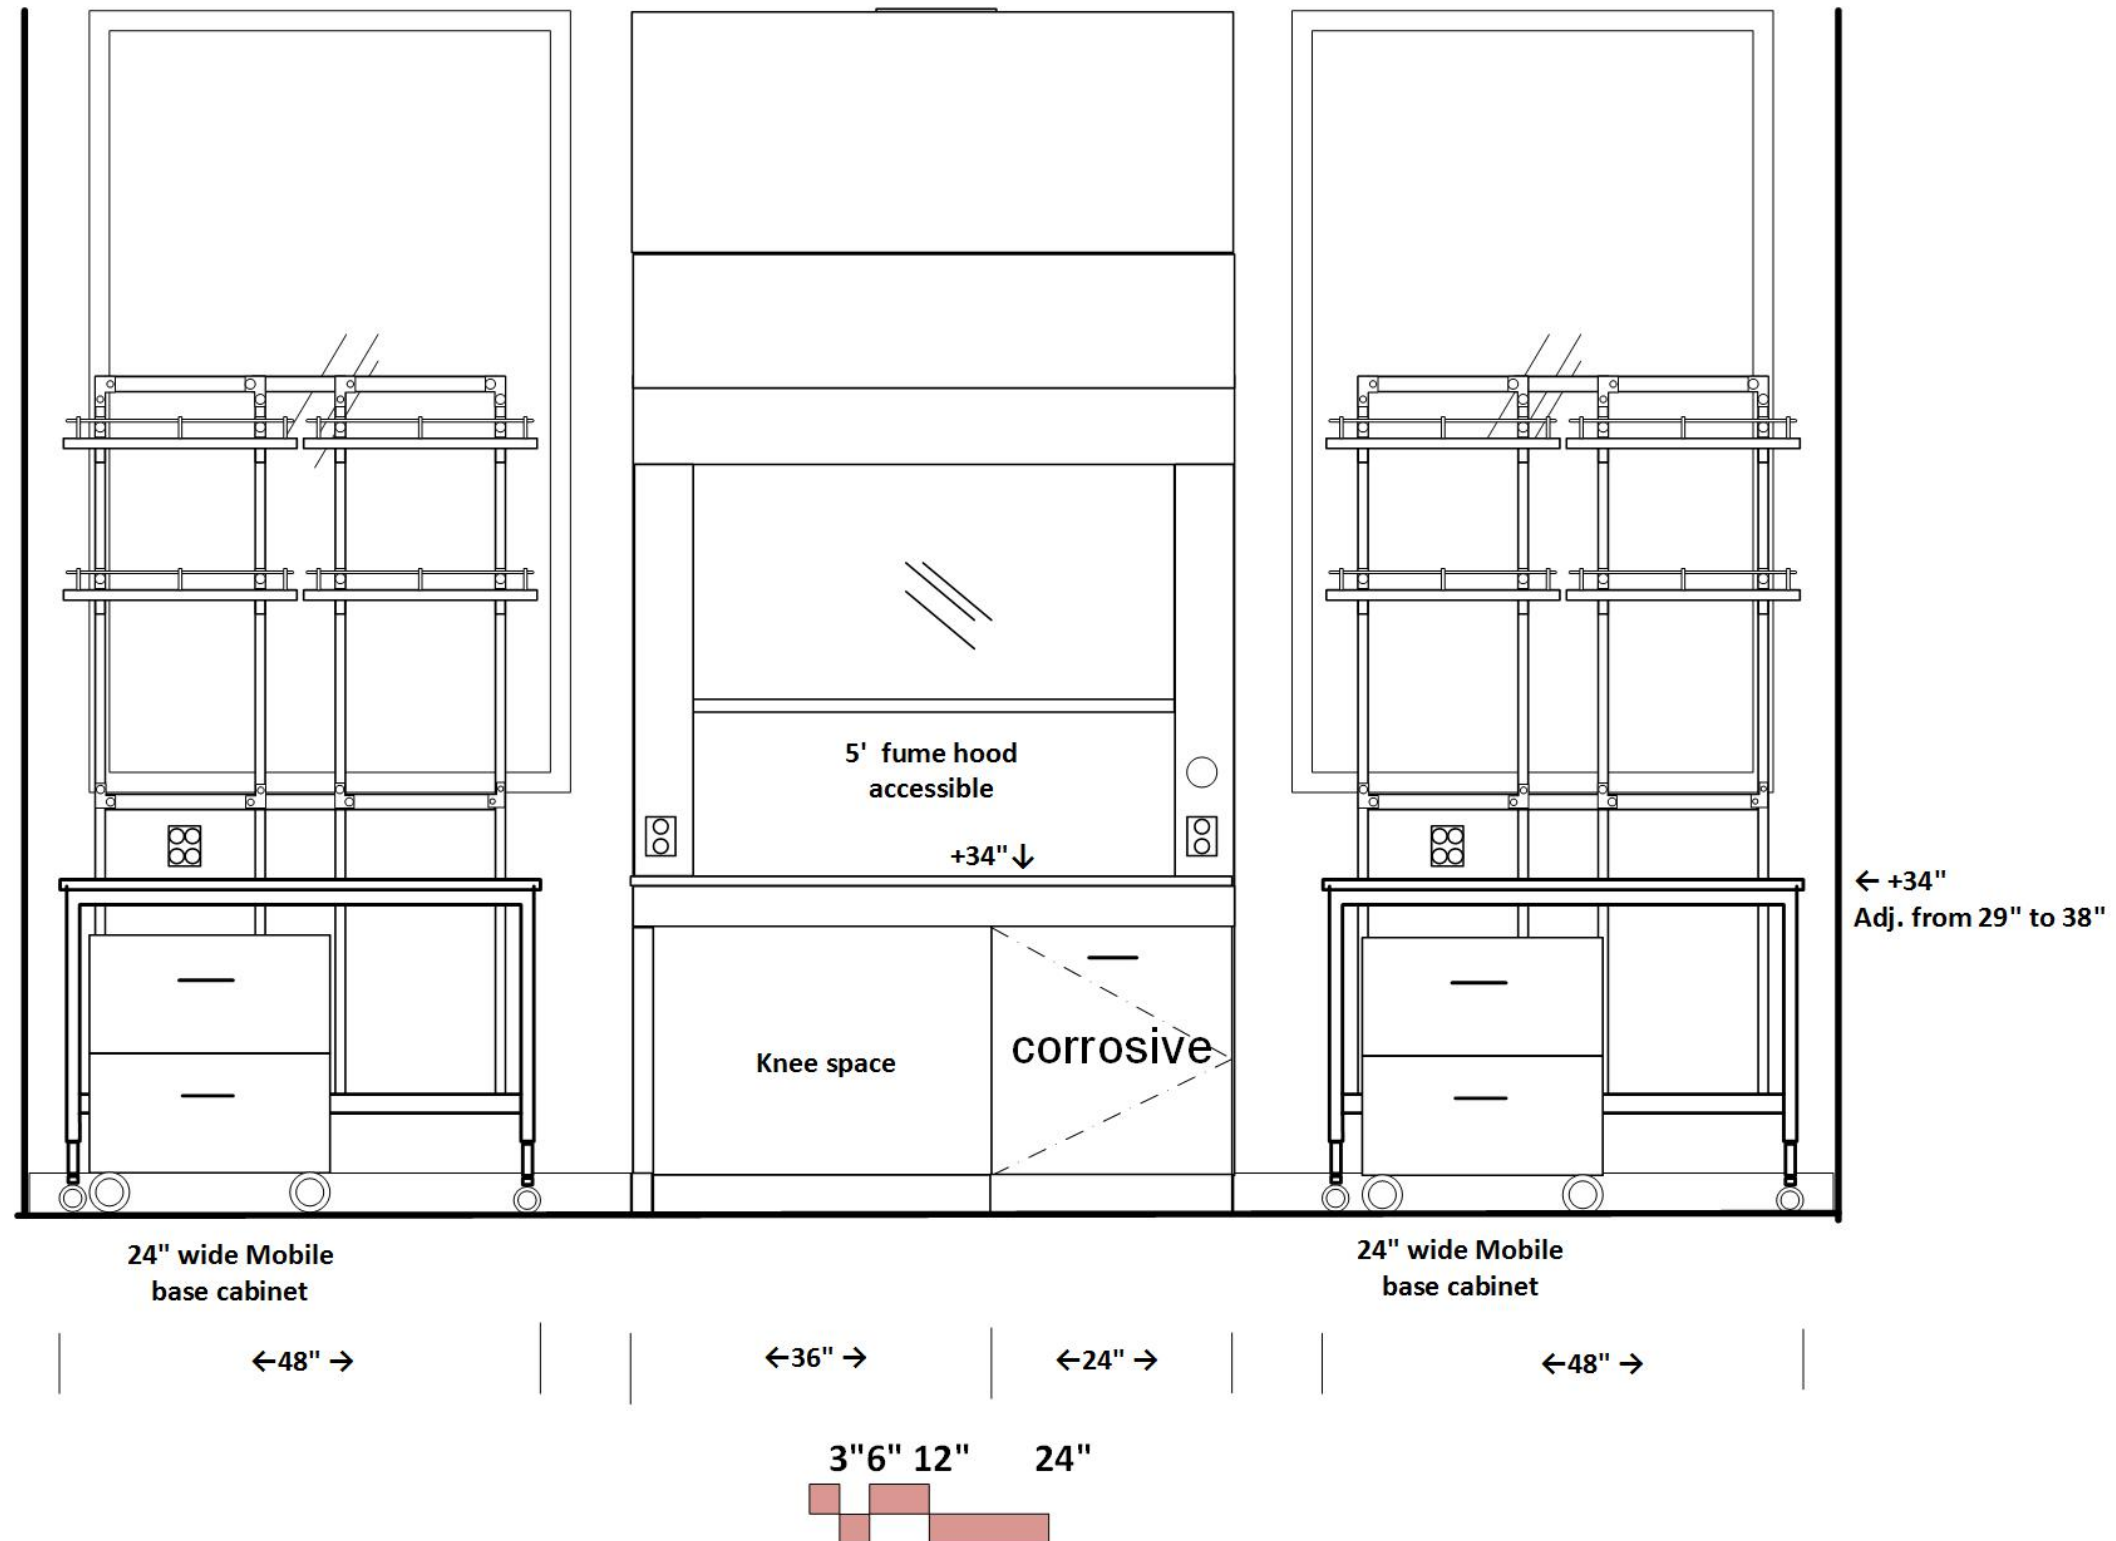 5' fume hood
accessible
+34"↓
← +34"
Adj. from 29" to 38"
Knee space
corrosive
24" wide Mobile
base cabinet
24" wide Mobile
base cabinet
←48" →
←36" →
←24" →
←48" →
3"6" 12" 24"